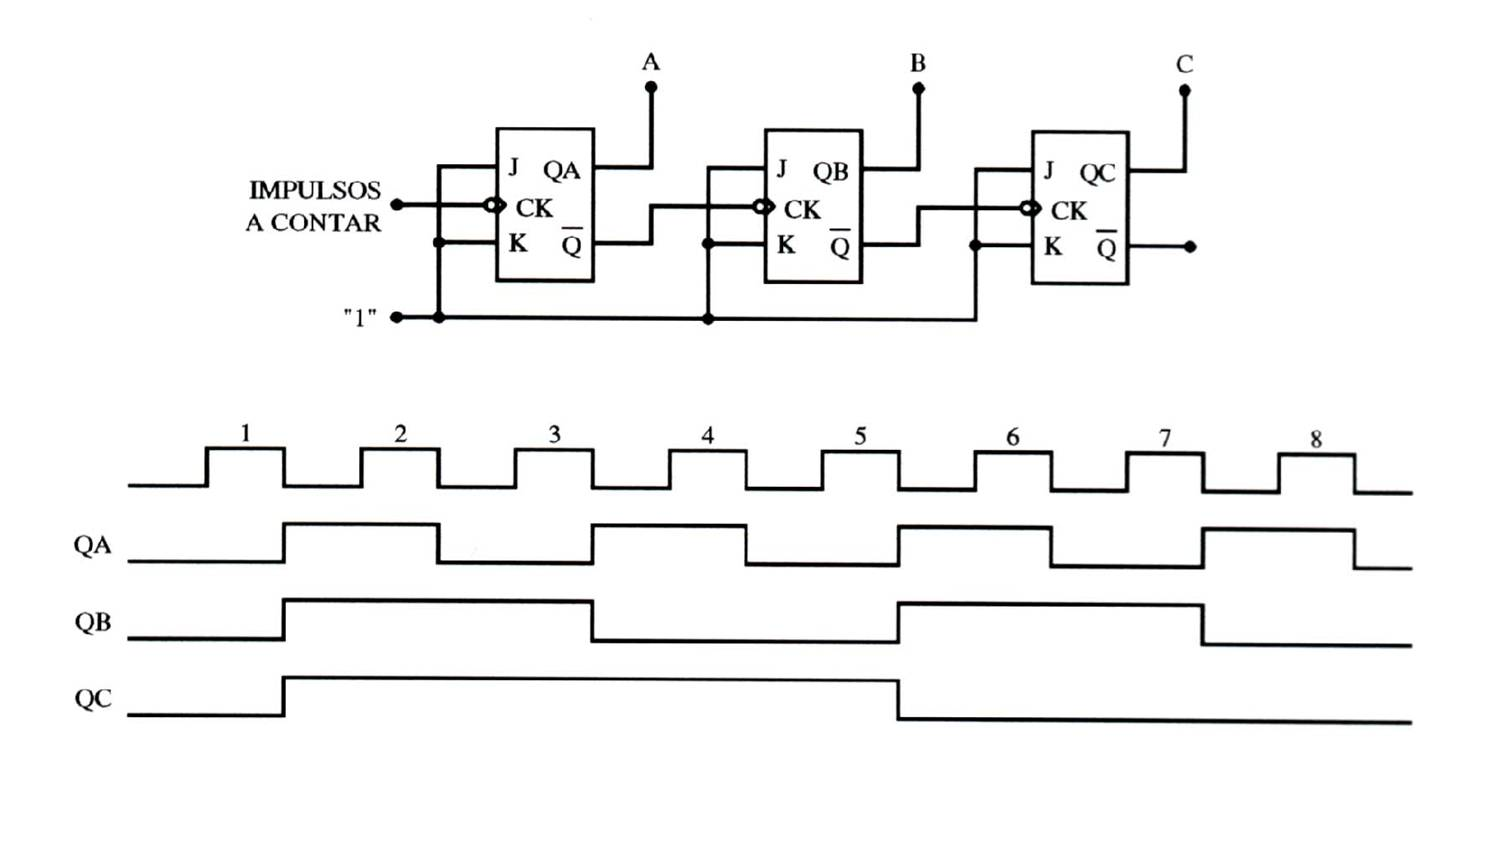 A B C
J QA
J QB
J QC
IMPULSOS
A CONTAR
CK
CK
CK
K Q̅
K Q̅
K Q̅
"1"
1 2 3 4 5 6 7 8
QA
QB
QC